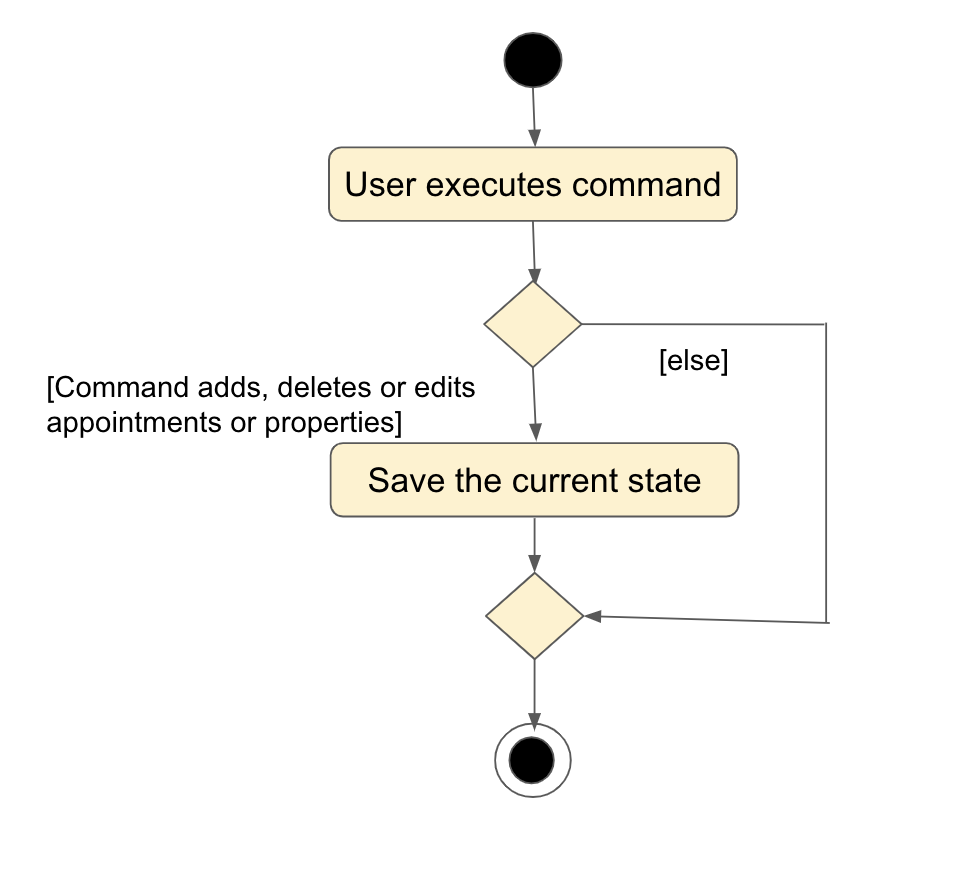 User executes command
[else]
[Command adds, deletes or edits
appointments or properties]
Save the current state